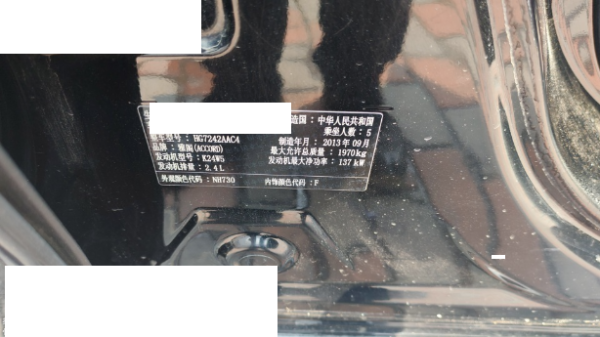 造国：中华人民共和国
乘坐人数：5
车型号：HG7242AAC4 制造年月：2013年09月
品牌：雅阁(ACCORD) 最大允许总质量：1970kg
发动机型号：K24W5 发动机最大净功率：137kW
发动机排量：2.4L
外观颜色代码：NH730 内饰颜色代码：F